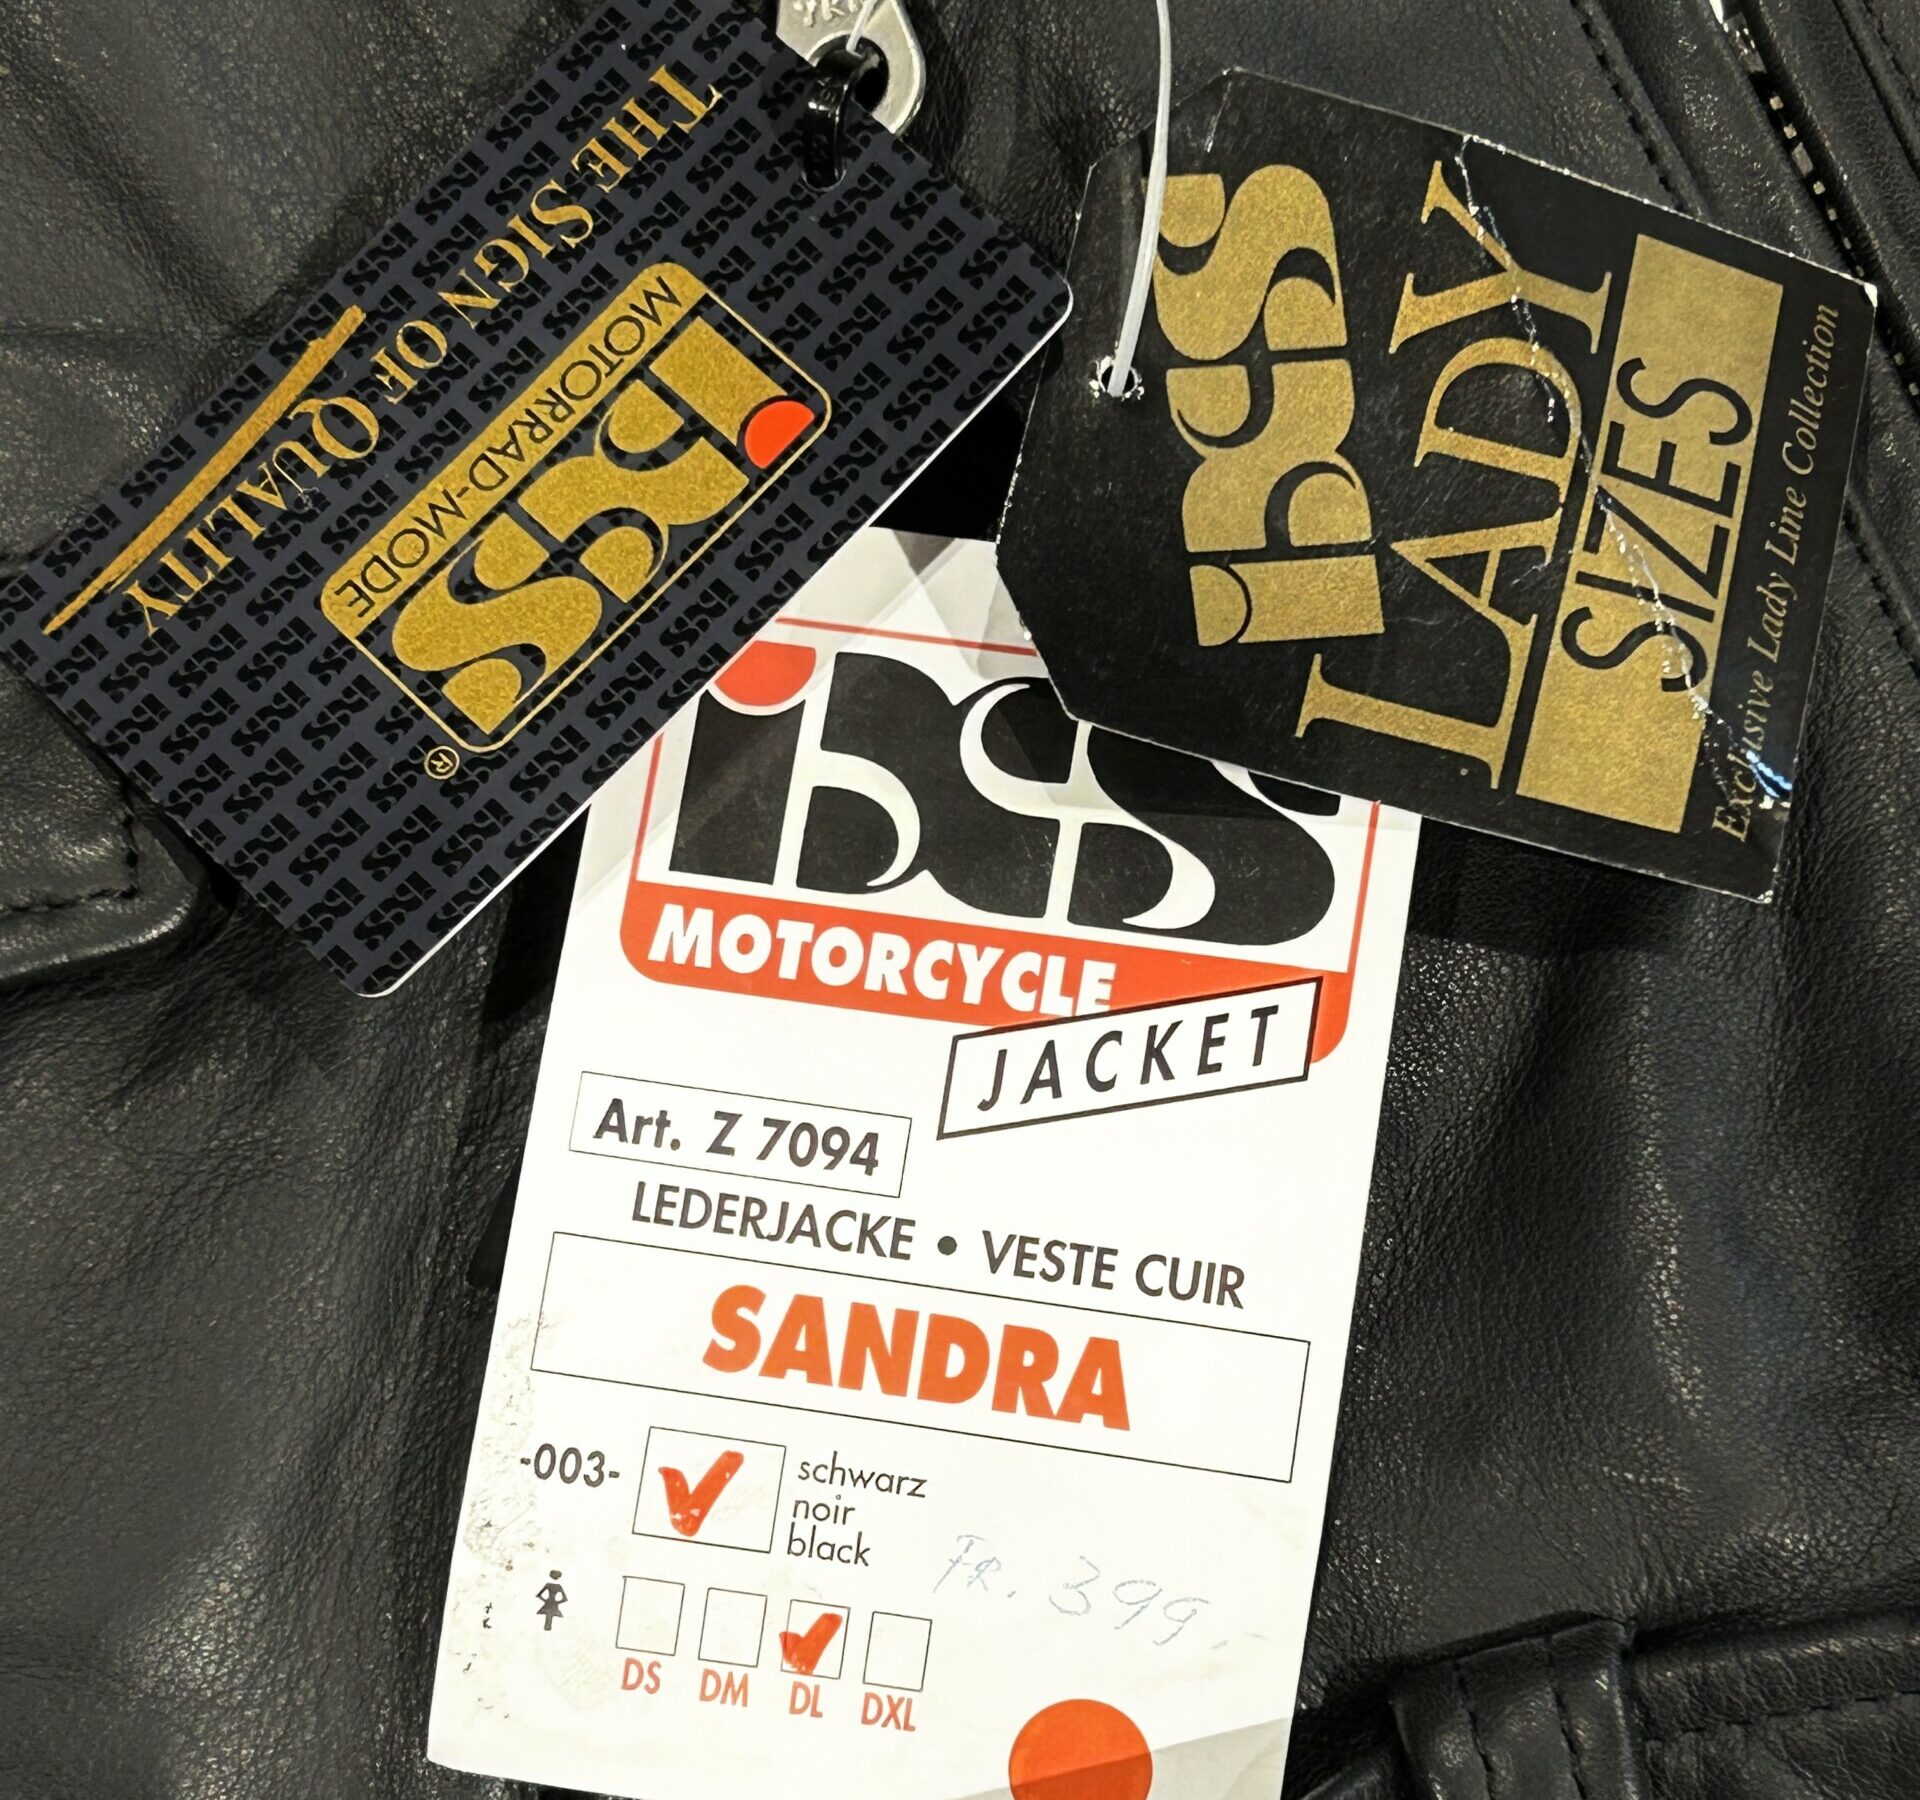 THE SIGN OF QUALITY
MOTORRAD-MODE
ixs
®
ixs
LADY
SIZES
Exclusive Lady Line Collection
ixs
MOTORCYCLE
JACKET
Art. Z 7094
LEDERJACKE • VESTE CUIR
SANDRA
-003-
schwarz
noir
black
FR. 399.-
DS DM DL DXL